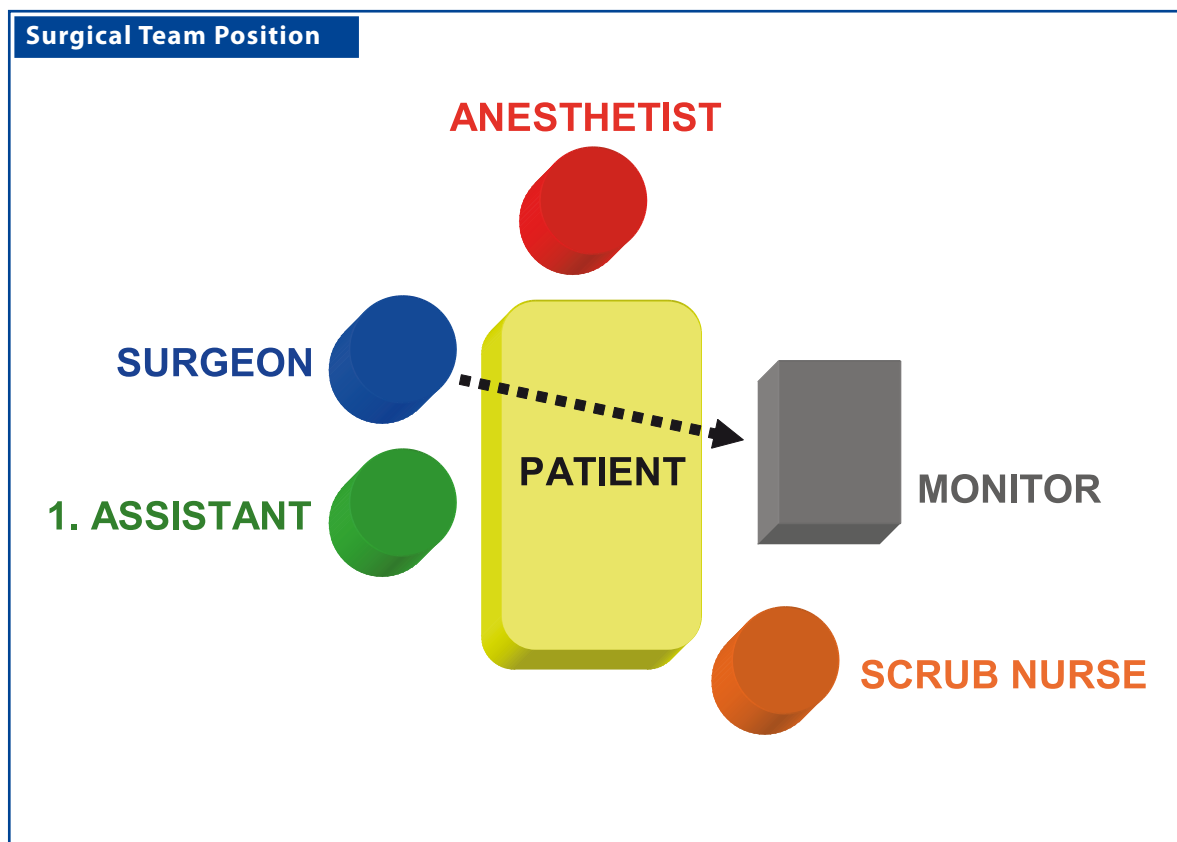 Surgical Team Position
ANESTHETIST
SURGEON
PATIENT
MONITOR
1. ASSISTANT
SCRUB NURSE